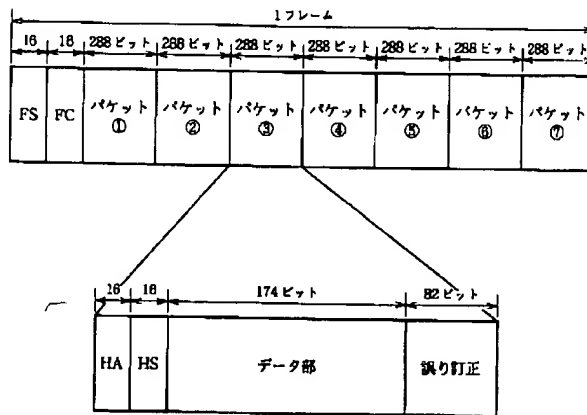 1フレーム
16 16 288ビット 288ビット 288ビット 288ビット 288ビット 288ビット 288ビット
FS FC パケット① パケット② パケット③ パケット④ パケット⑤ パケット⑥ パケット⑦
16 16 174ビット 82ビット
HA HS データ部 誤り訂正